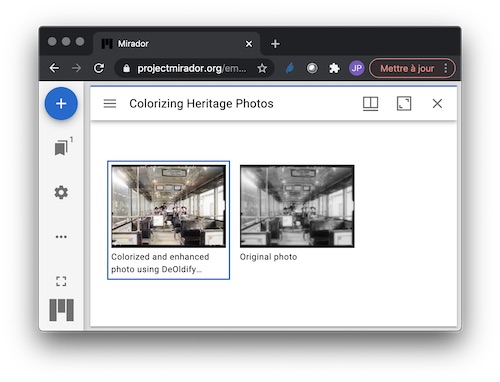 Mirador
projectmirador.org/em...
JP
Mettre à jour
1
Colorizing Heritage Photos
Colorized and enhanced
photo using DeOldify...
Original photo